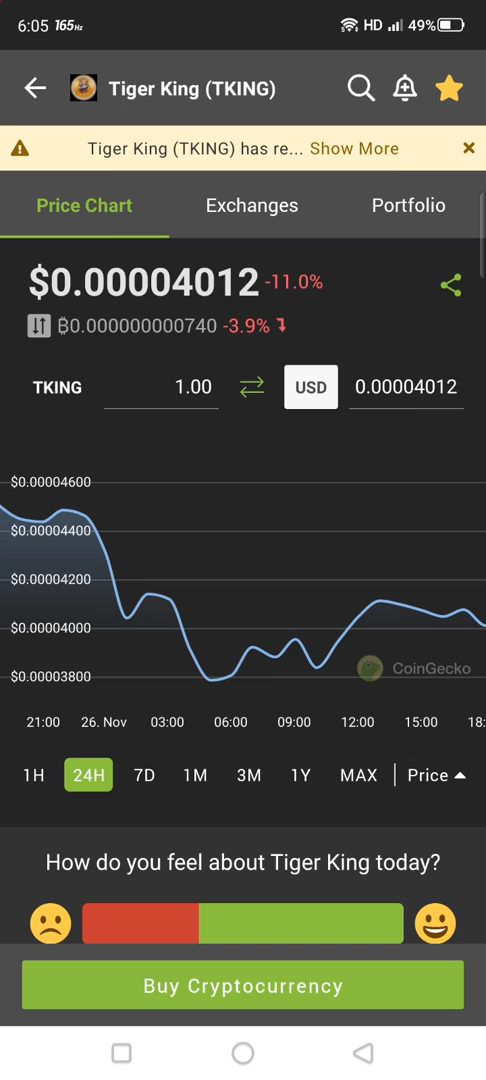 6:05 165Hz HD 49%
Tiger King (TKING)
Tiger King (TKING) has re... Show More ×
Price Chart Exchanges Portfolio
$0.00004012 -11.0%
₿0.000000000740 -3.9%
TKING 1.00 USD 0.00004012
$0.00004600
$0.00004400
$0.00004200
$0.00004000
$0.00003800
CoinGecko
21:00 26. Nov 03:00 06:00 09:00 12:00 15:00 18:
1H 24H 7D 1M 3M 1Y MAX Price
How do you feel about Tiger King today?
Buy Cryptocurrency